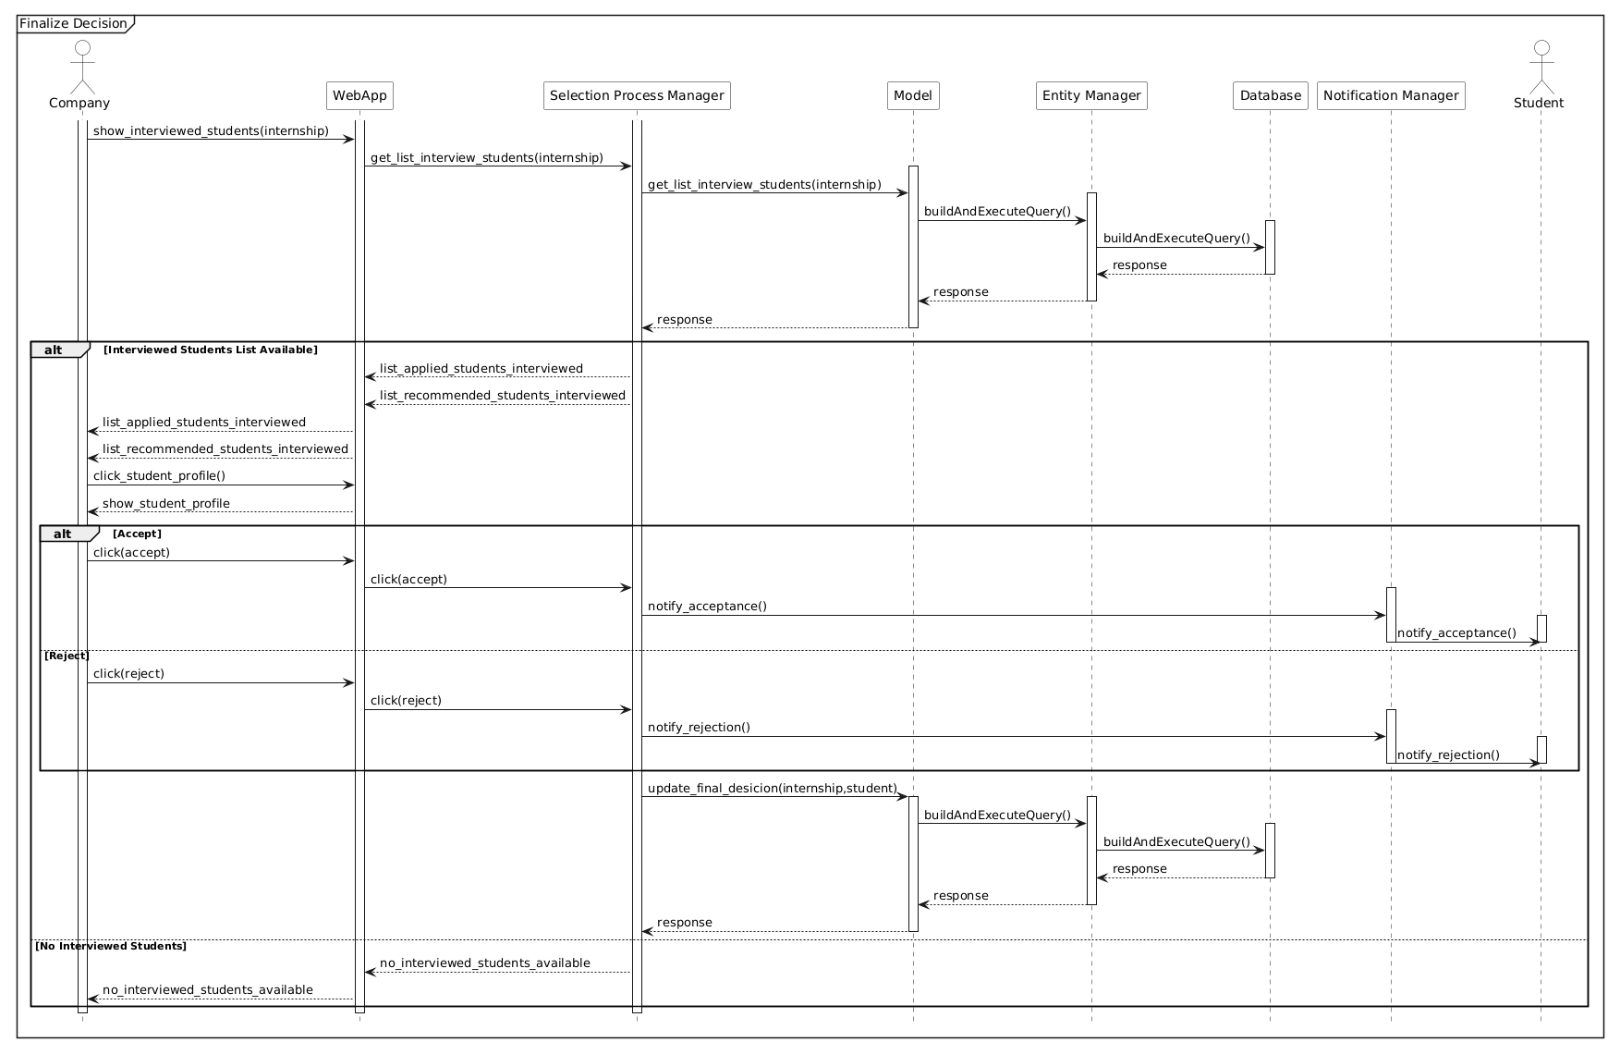 Finalize Decision
Company
WebApp
Selection Process Manager
Model
Entity Manager
Database
Notification Manager
Student
show_interviewed_students(internship)
get_list_interview_students(internship)
get_list_interview_students(internship)
buildAndExecuteQuery()
buildAndExecuteQuery()
response
response
response
alt
[Interviewed Students List Available]
list_applied_students_interviewed
list_recommended_students_interviewed
list_applied_students_interviewed
list_recommended_students_interviewed
click_student_profile()
show_student_profile
alt
[Accept]
click(accept)
click(accept)
notify_acceptance()
notify_acceptance()
[Reject]
click(reject)
click(reject)
notify_rejection()
notify_rejection()
update_final_desicion(internship,student)
buildAndExecuteQuery()
buildAndExecuteQuery()
response
response
response
[No Interviewed Students]
no_interviewed_students_available
no_interviewed_students_available